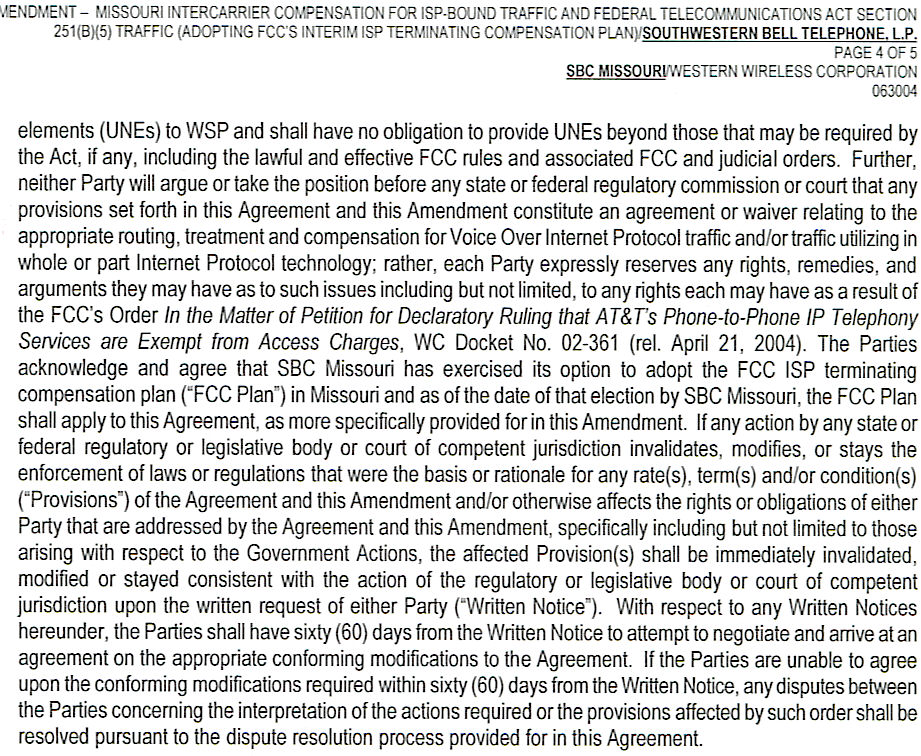 MENDMENT – MISSOURI INTERCARRIER COMPENSATION FOR ISP-BOUND TRAFFIC AND FEDERAL TELECOMMUNICATIONS ACT SECTION
251(B)(5) TRAFFIC (ADOPTING FCC'S INTERIM ISP TERMINATING COMPENSATION PLAN)/SOUTHWESTERN BELL TELEPHONE, L.P.
PAGE 4 OF 5
SBC MISSOURI/WESTERN WIRELESS CORPORATION
063004
elements (UNEs) to WSP and shall have no obligation to provide UNEs beyond those that may be required by
the Act, if any, including the lawful and effective FCC rules and associated FCC and judicial orders. Further,
neither Party will argue or take the position before any state or federal regulatory commission or court that any
provisions set forth in this Agreement and this Amendment constitute an agreement or waiver relating to the
appropriate routing, treatment and compensation for Voice Over Internet Protocol traffic and/or traffic utilizing in
whole or part Internet Protocol technology; rather, each Party expressly reserves any rights, remedies, and
arguments they may have as to such issues including but not limited, to any rights each may have as a result of
the FCC's Order In the Matter of Petition for Declaratory Ruling that AT&T's Phone-to-Phone IP Telephony
Services are Exempt from Access Charges, WC Docket No. 02-361 (rel. April 21, 2004). The Parties
acknowledge and agree that SBC Missouri has exercised its option to adopt the FCC ISP terminating
compensation plan ("FCC Plan") in Missouri and as of the date of that election by SBC Missouri, the FCC Plan
shall apply to this Agreement, as more specifically provided for in this Amendment. If any action by any state or
federal regulatory or legislative body or court of competent jurisdiction invalidates, modifies, or stays the
enforcement of laws or regulations that were the basis or rationale for any rate(s), term(s) and/or condition(s)
("Provisions") of the Agreement and this Amendment and/or otherwise affects the rights or obligations of either
Party that are addressed by the Agreement and this Amendment, specifically including but not limited to those
arising with respect to the Government Actions, the affected Provision(s) shall be immediately invalidated,
modified or stayed consistent with the action of the regulatory or legislative body or court of competent
jurisdiction upon the written request of either Party ("Written Notice"). With respect to any Written Notices
hereunder, the Parties shall have sixty (60) days from the Written Notice to attempt to negotiate and arrive at an
agreement on the appropriate conforming modifications to the Agreement. If the Parties are unable to agree
upon the conforming modifications required within sixty (60) days from the Written Notice, any disputes between
the Parties concerning the interpretation of the actions required or the provisions affected by such order shall be
resolved pursuant to the dispute resolution process provided for in this Agreement.